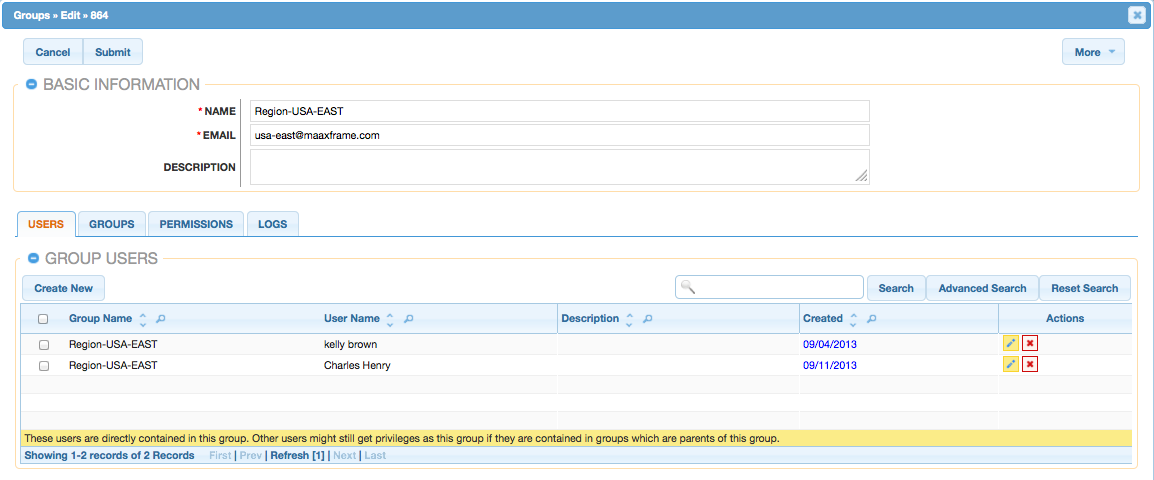 Groups » Edit » 864
Cancel Submit More
BASIC INFORMATION
* NAME Region-USA-EAST
* EMAIL usa-east@maaxframe.com
DESCRIPTION
USERS GROUPS PERMISSIONS LOGS
GROUP USERS
Create New Search Advanced Search Reset Search
Group Name User Name Description Created Actions
Region-USA-EAST kelly brown 09/04/2013
Region-USA-EAST Charles Henry 09/11/2013
These users are directly contained in this group. Other users might still get privileges as this group if they are contained in groups which are parents of this group.
Showing 1-2 records of 2 Records First | Prev | Refresh [1] | Next | Last